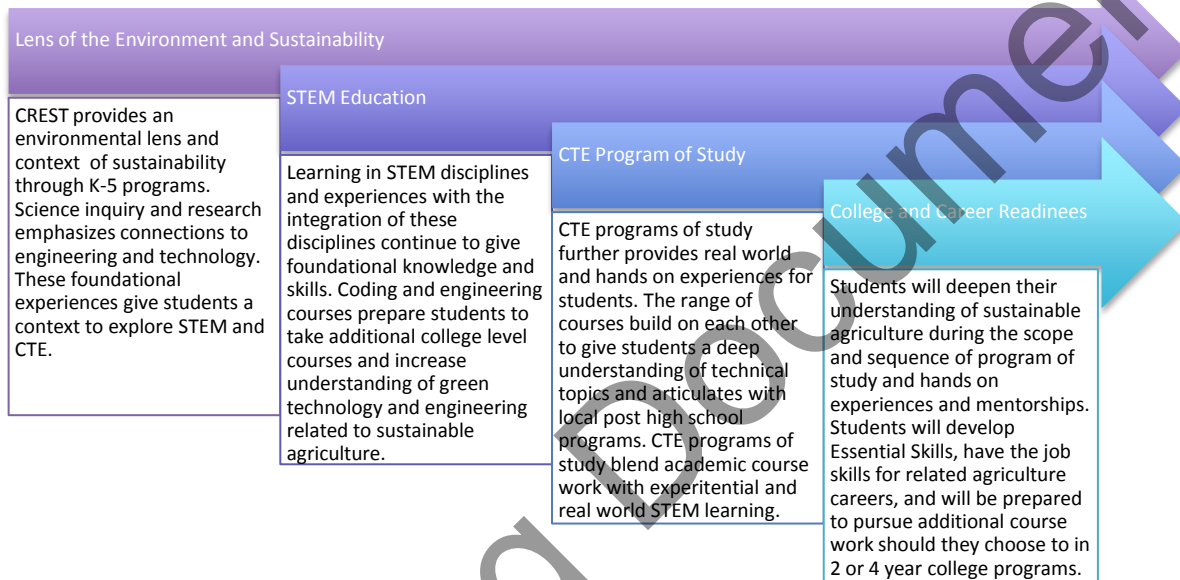 Lens of the Environment and Sustainability
CREST provides an
environmental lens and
context of sustainability
through K-5 programs.
Science inquiry and research
emphasizes connections to
engineering and technology.
These foundational
experiences give students a
context to explore STEM and
CTE.
STEM Education
Learning in STEM disciplines
and experiences with the
integration of these
disciplines continue to give
foundational knowledge and
skills. Coding and engineering
courses prepare students to
take additional college level
courses and increase
understanding of green
technology and engineering
related to sustainable
agriculture.
CTE Program of Study
CTE programs of study
further provides real world
and hands on experiences for
students. The range of
courses build on each other
to give students a deep
understanding of technical
topics and articulates with
local post high school
programs. CTE programs of
study blend academic course
work with experitential and
real world STEM learning.
College and Career Readinees
Students will deepen their
understanding of sustainable
agriculture during the scope
and sequence of program of
study and hands on
experiences and mentorships.
Students will develop
Essential Skills, have the job
skills for related agriculture
careers, and will be prepared
to pursue additional course
work should they choose to in
2 or 4 year college programs.